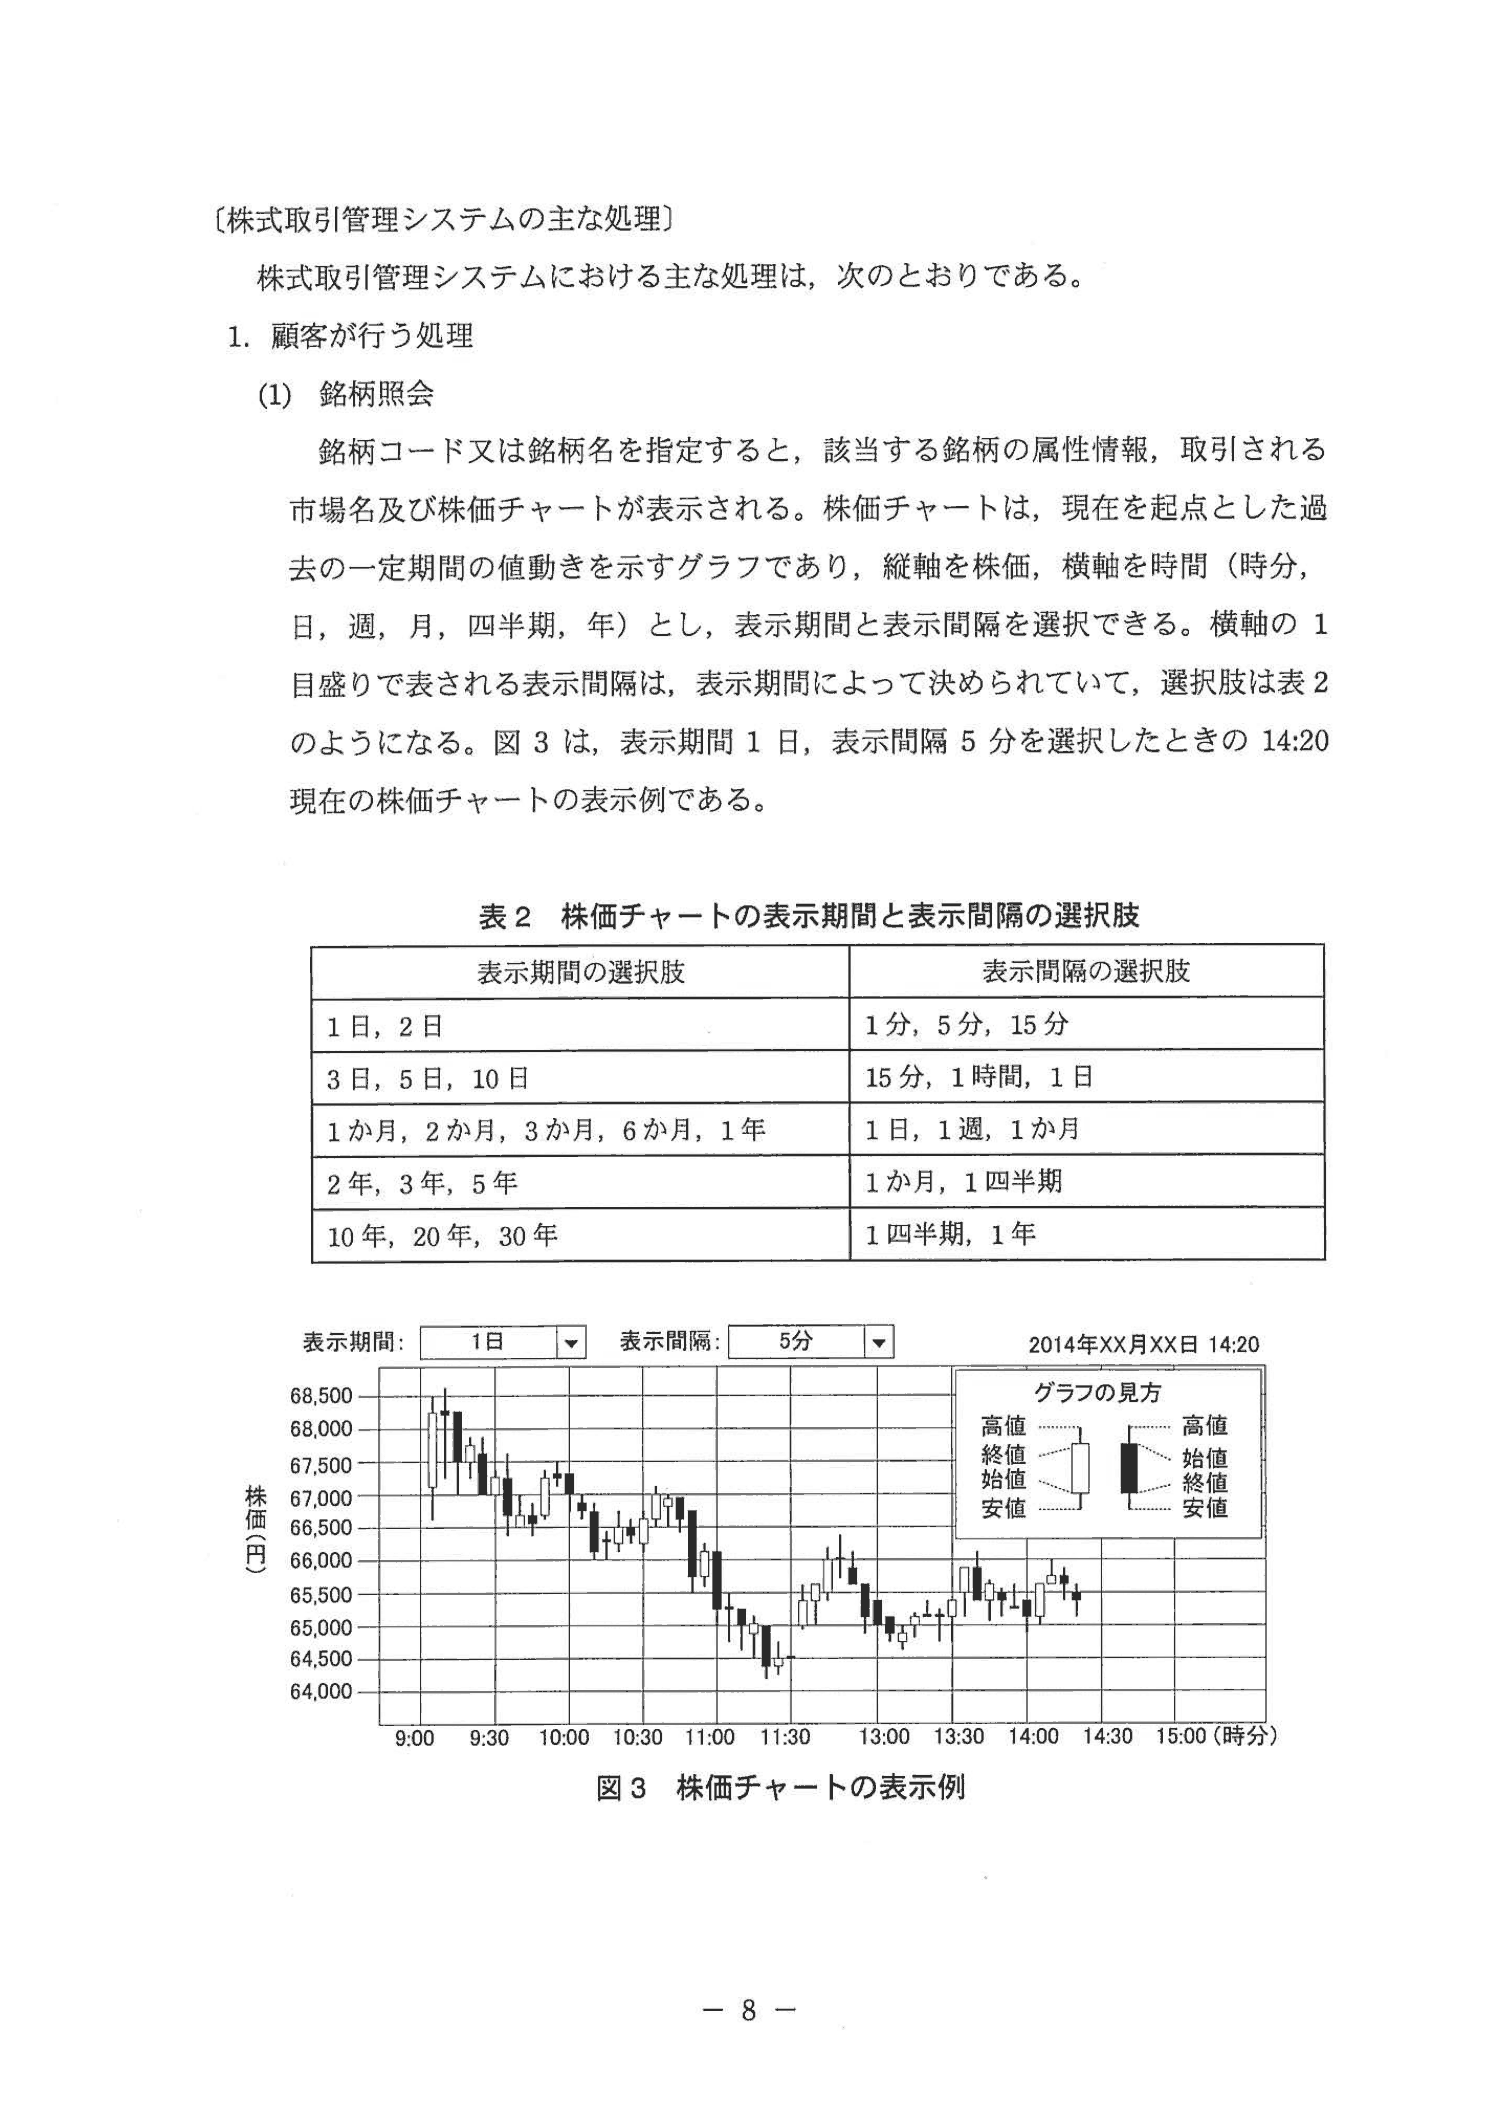 〔株式取引管理システムの主な処理〕
株式取引管理システムにおける主な処理は，次のとおりである。
1. 顧客が行う処理
(1) 銘柄照会
銘柄コード又は銘柄名を指定すると，該当する銘柄の属性情報，取引される
市場名及び株価チャートが表示される。株価チャートは，現在を起点とした過
去の一定期間の値動きを示すグラフであり，縦軸を株価，横軸を時間（時分，
日，週，月，四半期，年）とし，表示期間と表示間隔を選択できる。横軸の 1
目盛りで表される表示間隔は，表示期間によって決められていて，選択肢は表 2
のようになる。図 3 は，表示期間 1 日，表示間隔 5 分を選択したときの 14:20
現在の株価チャートの表示例である。
表 2 株価チャートの表示期間と表示間隔の選択肢
表示期間の選択肢 表示間隔の選択肢
1 日，2 日 1 分，5 分，15 分
3 日，5 日，10 日 15 分，1 時間，1 日
1 か月，2 か月，3 か月，6 か月，1 年 1 日，1 週，1 か月
2 年，3 年，5 年 1 か月，1 四半期
10 年，20 年，30 年 1 四半期，1 年
表示期間： 1日 ▼ 表示間隔： 5分 ▼ 2014年XX月XX日 14:20
グラフの見方
高値 高値
終値 始値
始値 終値
安値 安値
株価（円）
68,500
68,000
67,500
67,000
66,500
66,000
65,500
65,000
64,500
64,000
9:00 9:30 10:00 10:30 11:00 11:30 13:00 13:30 14:00 14:30 15:00（時分）
図 3 株価チャートの表示例
－ 8 －